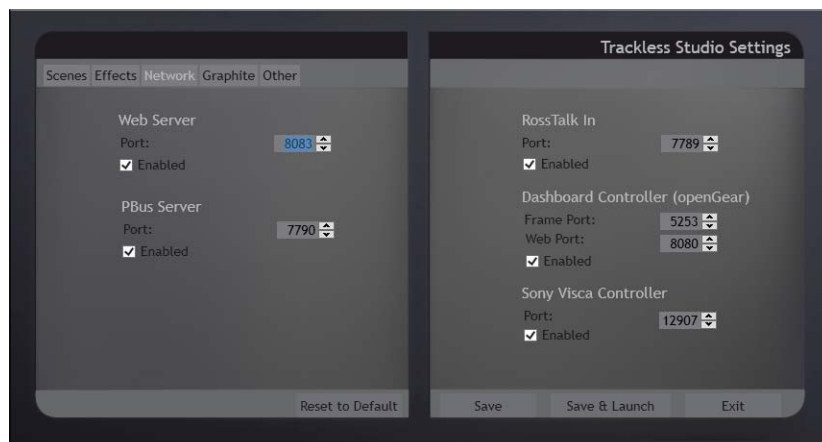 Trackless Studio Settings
Scenes Effects Network Graphite Other
Web Server
Port: 8083
Enabled
PBus Server
Port: 7790
Enabled
RossTalk In
Port: 7789
Enabled
Dashboard Controller (openGear)
Frame Port: 5253
Web Port: 8080
Enabled
Sony Visca Controller
Port: 12907
Enabled
Reset to Default
Save Save & Launch Exit